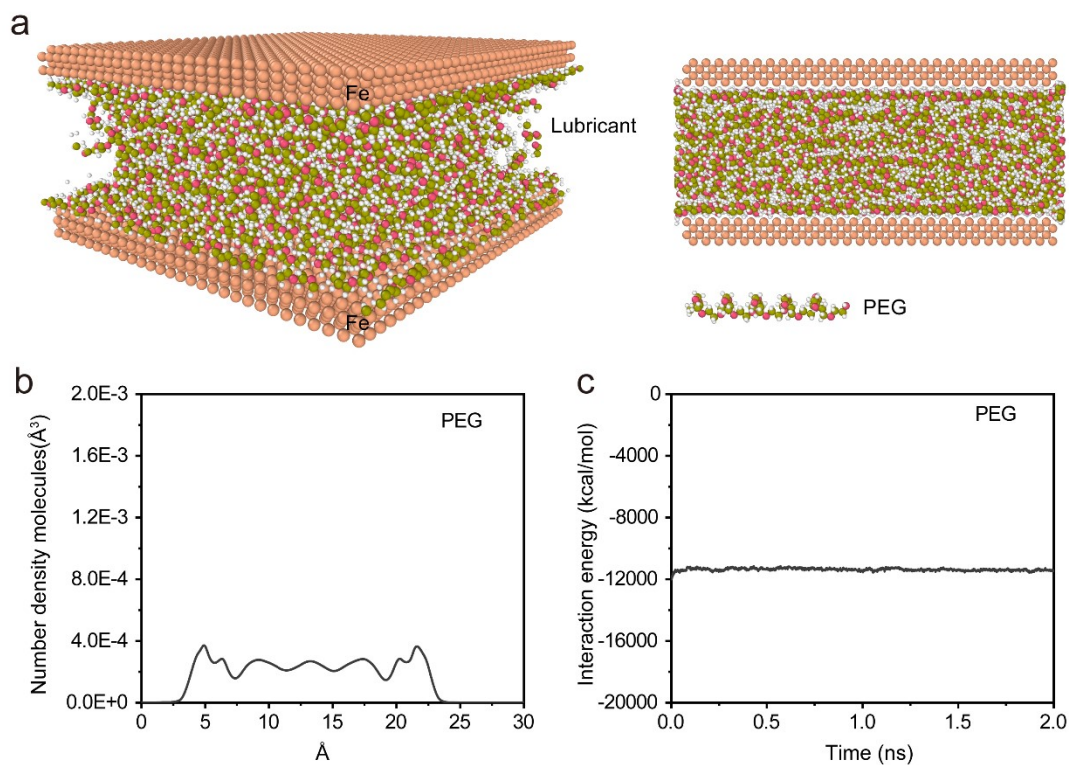 a
Fe
Lubricant
Fe
PEG
b
2.0E-3
1.6E-3
1.2E-3
8.0E-4
4.0E-4
0.0E+0
Number density molecules(Å³)
PEG
0 5 10 15 20 25 30
Å
c
0
-4000
-8000
-12000
-16000
-20000
Interaction energy (kcal/mol)
PEG
0.0 0.5 1.0 1.5 2.0
Time (ns)